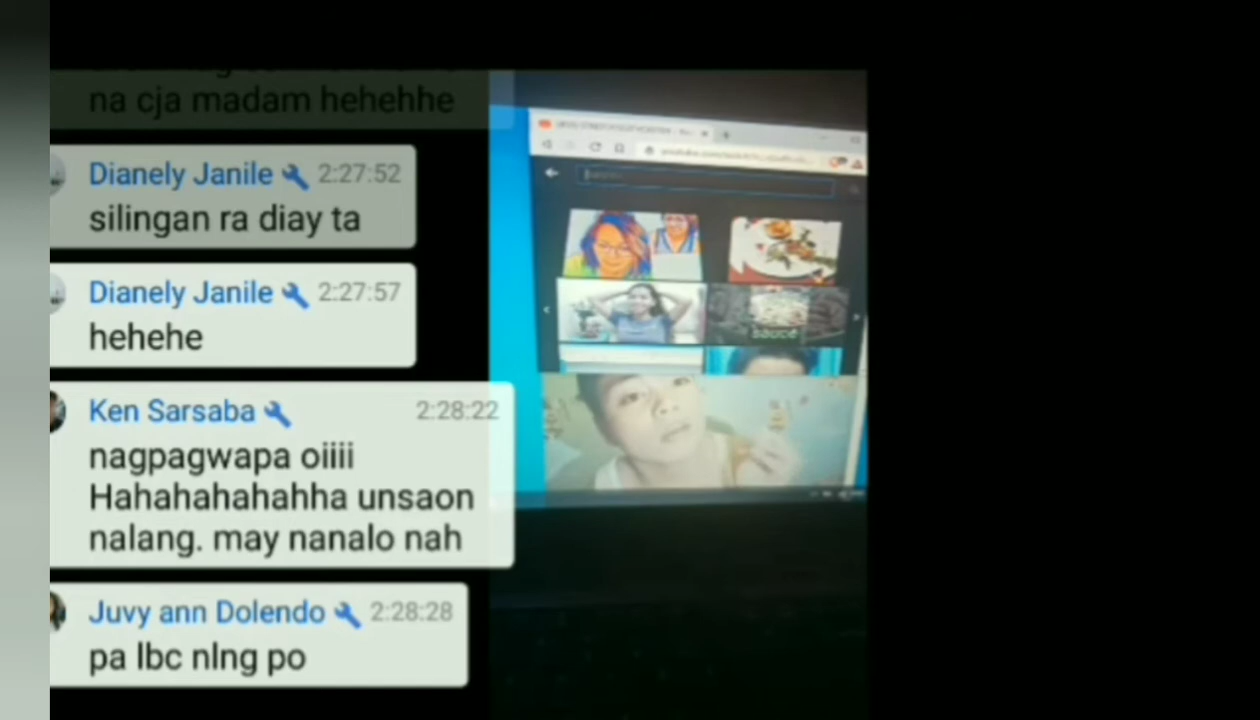 na cja madam hehehhe
Dianely Janile 2:27:52
silingan ra diay ta
Dianely Janile 2:27:57
hehehe
Ken Sarsaba 2:28:22
nagpagwapa oiiii
Hahahahahahha unsaon
nalang. may nanalo nah
Juvy ann Dolendo 2:28:28
pa lbc nlng po
sauce